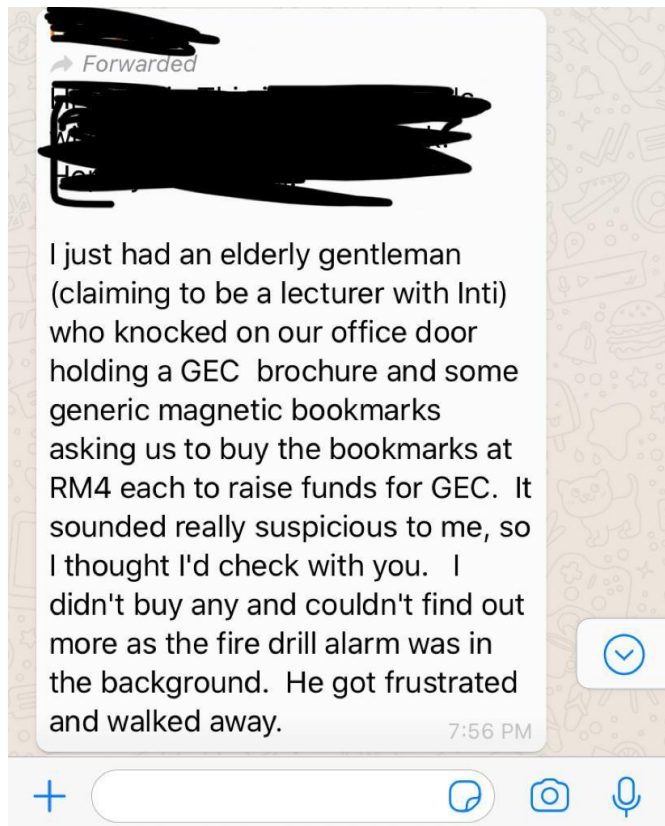 Forwarded
I just had an elderly gentleman
(claiming to be a lecturer with Inti)
who knocked on our office door
holding a GEC  brochure and some
generic magnetic bookmarks
asking us to buy the bookmarks at
RM4 each to raise funds for GEC.  It
sounded really suspicious to me, so
I thought I'd check with you.   I
didn't buy any and couldn't find out
more as the fire drill alarm was in
the background.  He got frustrated
and walked away.
7:56 PM